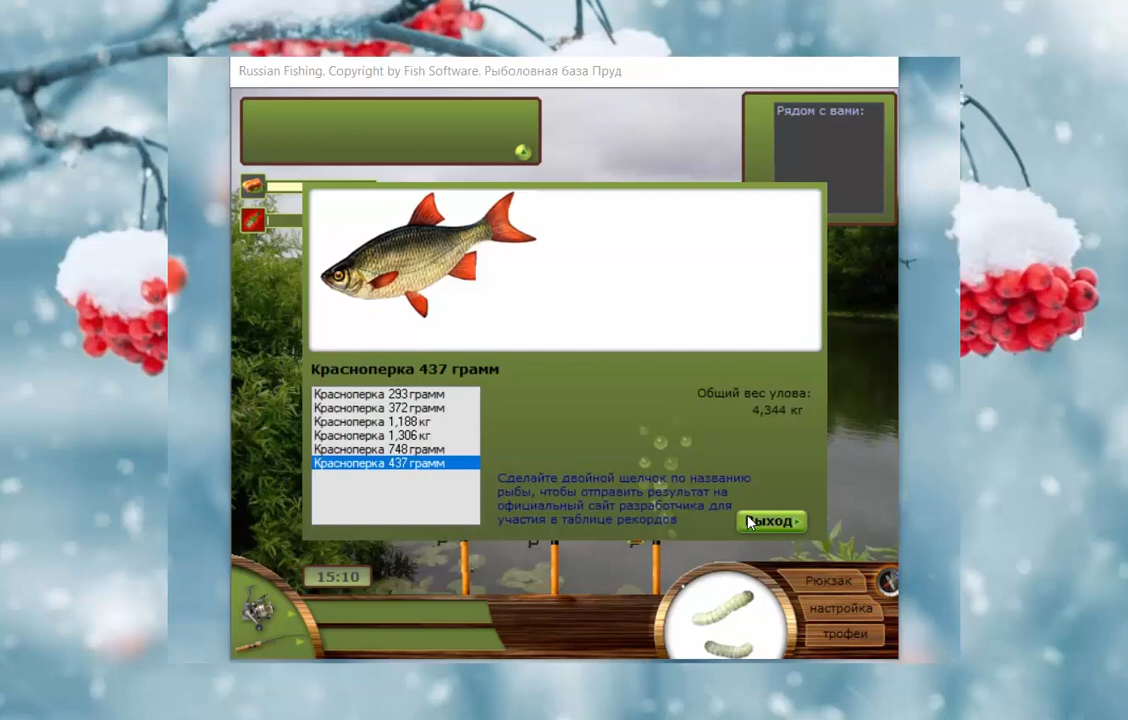 Russian Fishing. Copyright by Fish Software. Рыболовная база Пруд
Рядом с вами:
Красноперка 437 грамм
Красноперка 293 грамм
Красноперка 372 грамм
Красноперка 1,188 кг
Красноперка 1,306 кг
Красноперка 748 грамм
Красноперка 437 грамм
Общий вес улова:
4,344 кг
Сделайте двойной щелчок по названию
рыбы, чтобы отправить результат на
официальный сайт разработчика для
участия в таблице рекордов
Выход
15:10
Рюкзак
настройка
трофеи